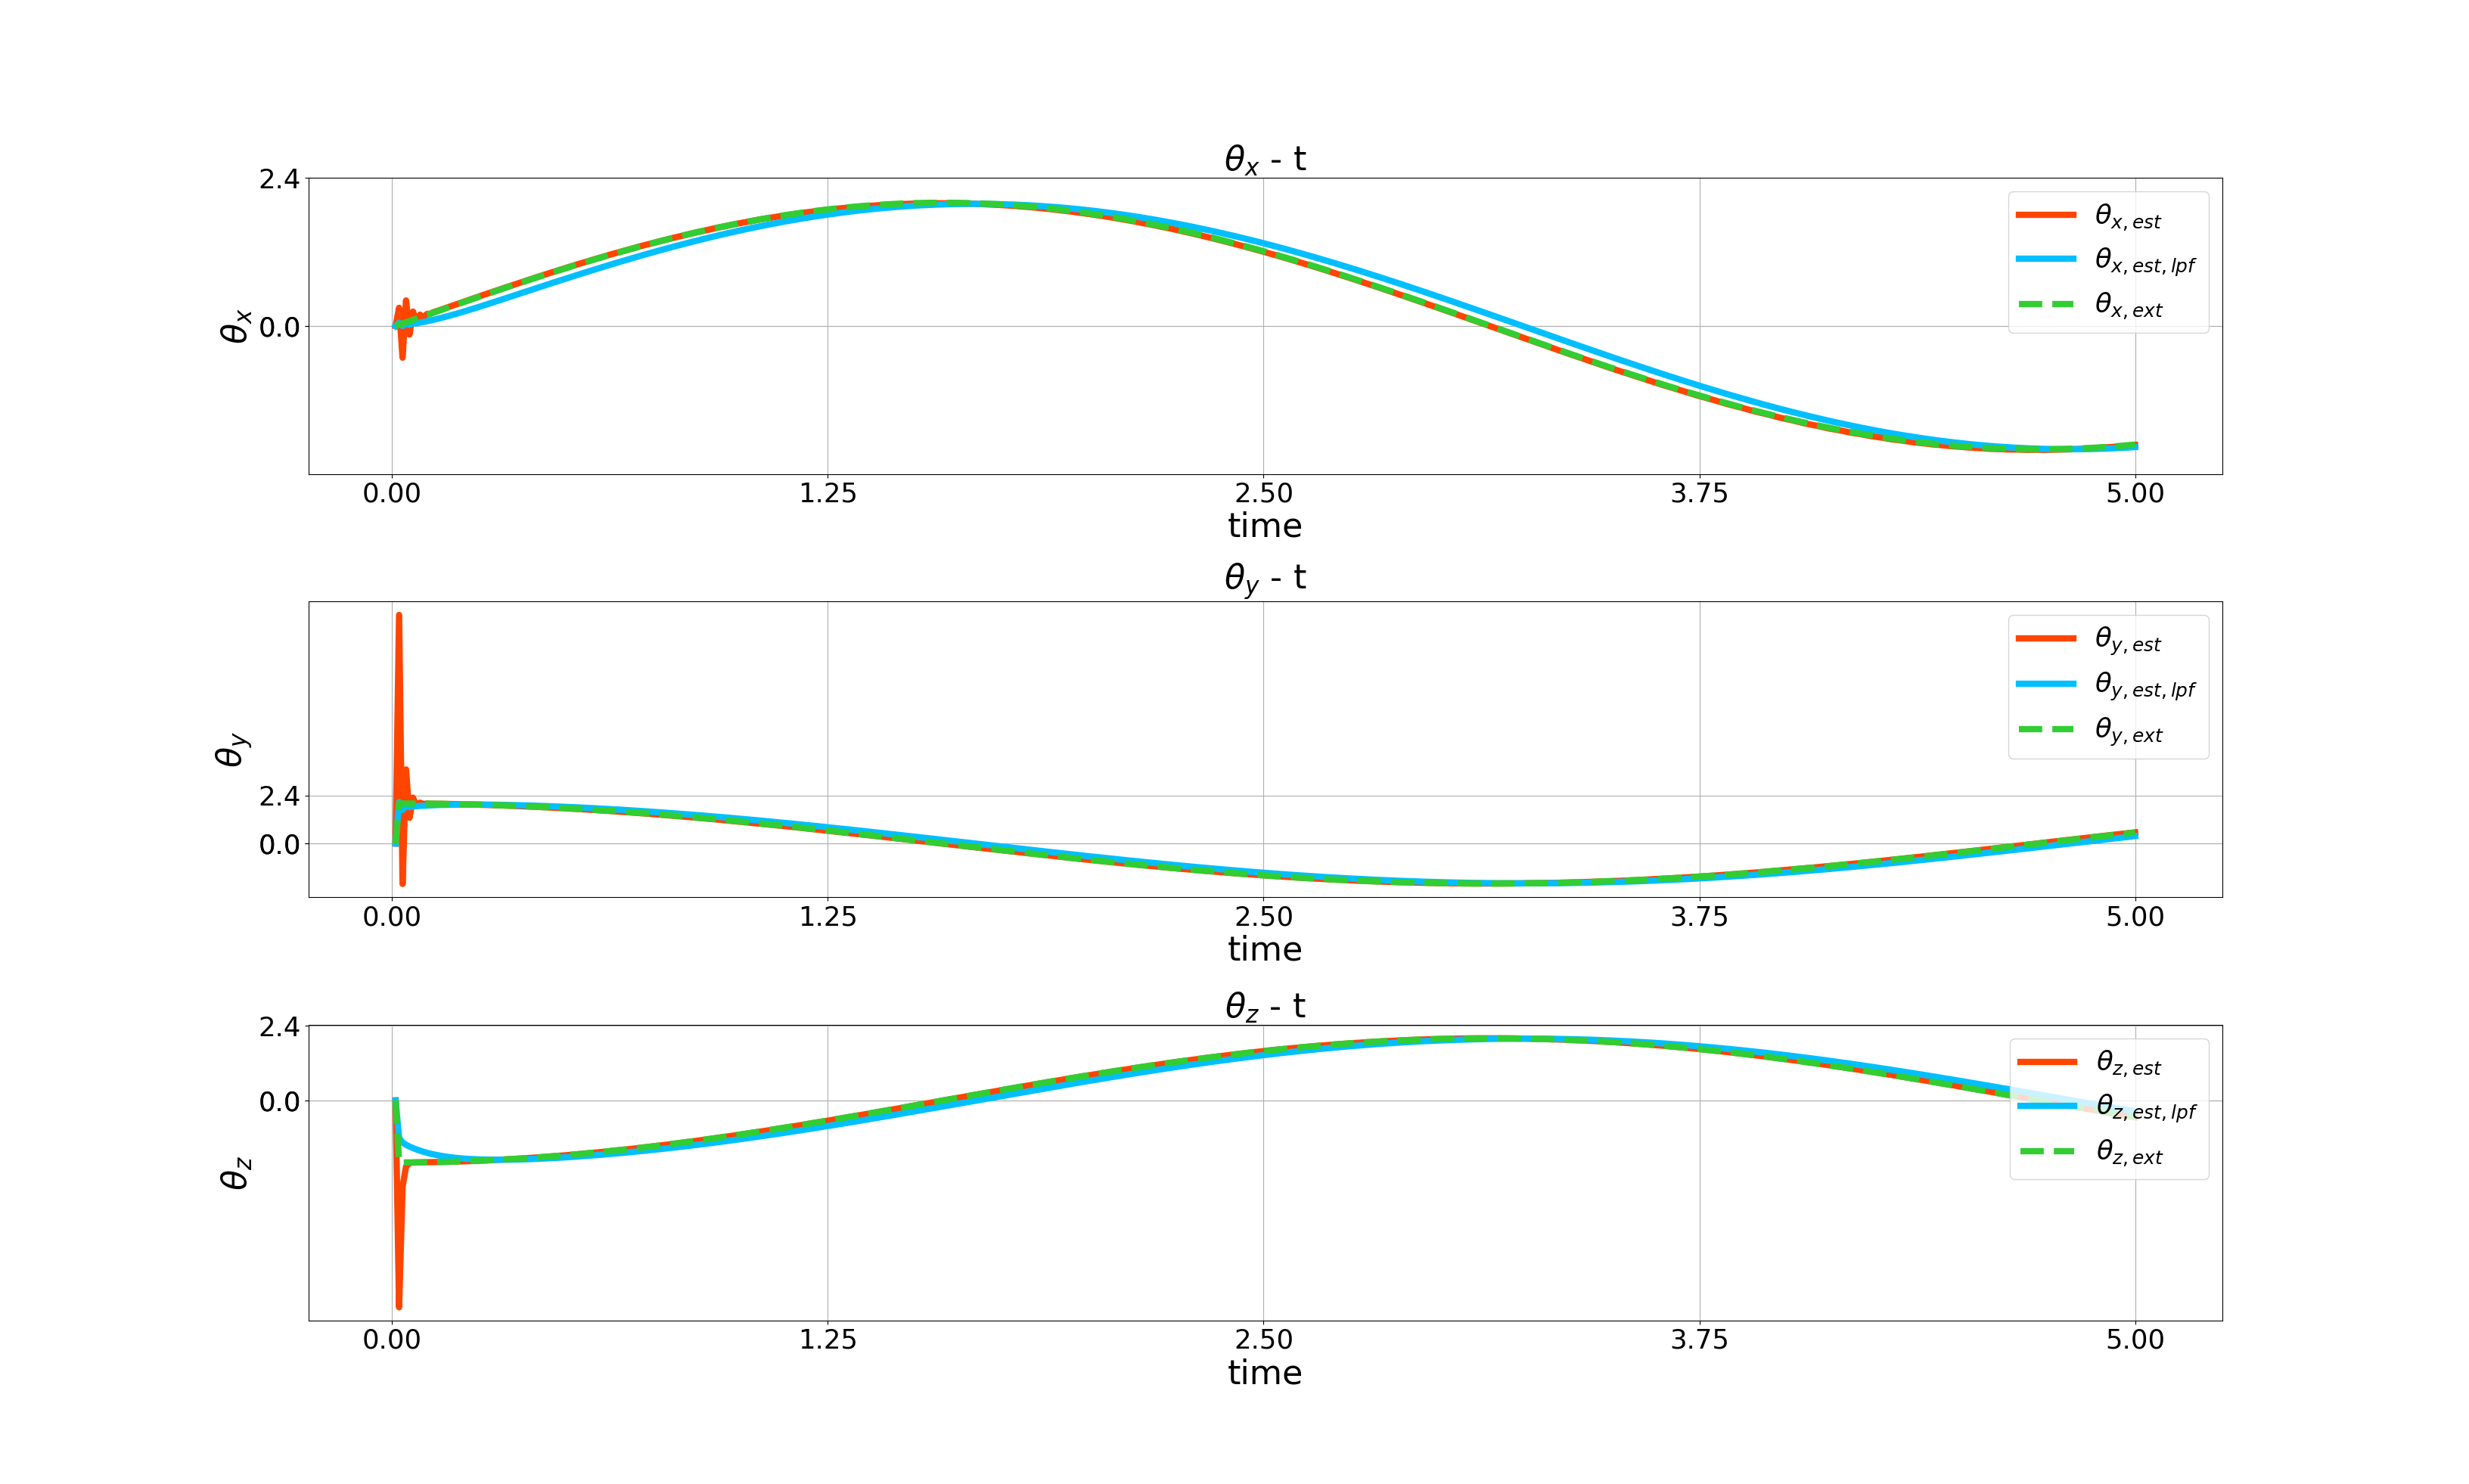 θx - t
2.4
0.0
θx
θx,est
θx,est,lpf
θx,ext
0.00 1.25 2.50 3.75 5.00
time
θy - t
2.4
0.0
θy
θy,est
θy,est,lpf
θy,ext
0.00 1.25 2.50 3.75 5.00
time
θz - t
2.4
0.0
θz
θz,est
θz,est,lpf
θz,ext
0.00 1.25 2.50 3.75 5.00
time